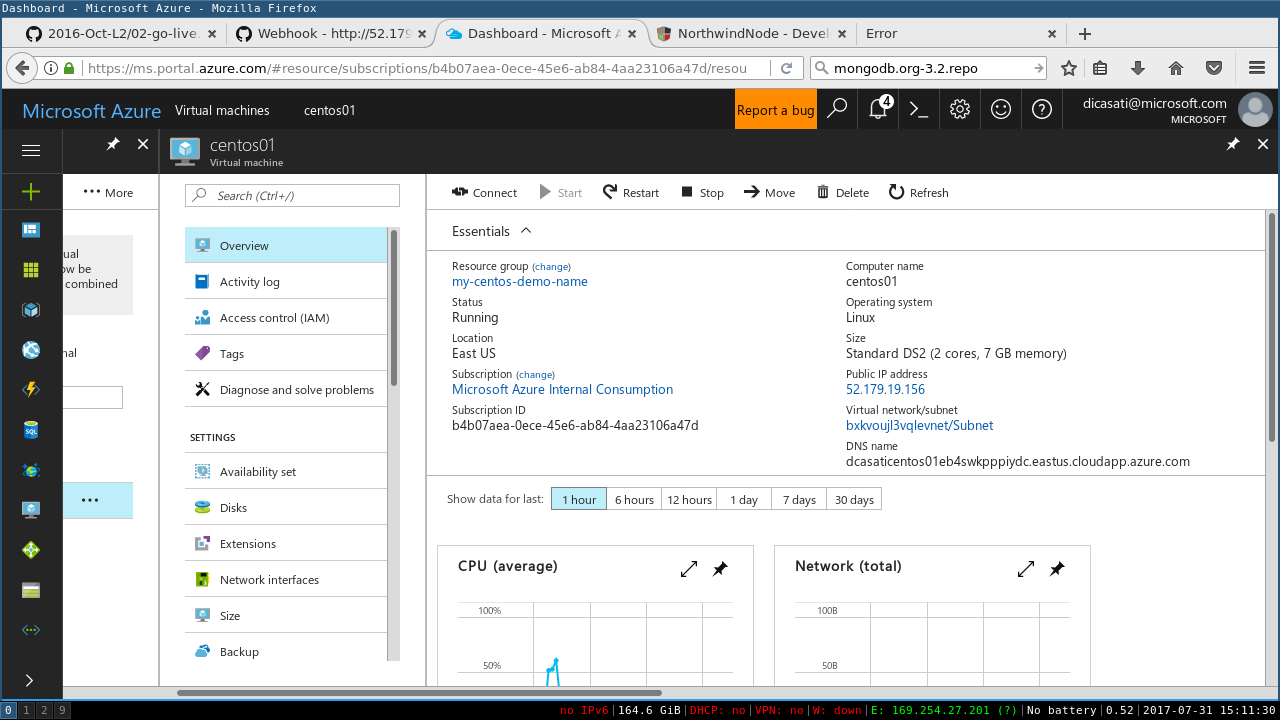 Dashboard - Microsoft Azure - Mozilla Firefox
2016-Oct-L2/02-go-live.
Webhook - http://52.179
Dashboard - Microsoft A
NorthwindNode - Devel
Error
https://ms.portal.azure.com/#resource/subscriptions/b4b07aea-0ece-45e6-ab84-4aa23106a47d/resou
mongodb.org-3.2.repo
Microsoft Azure
Virtual machines
centos01
Report a bug
4
dicasati@microsoft.com
MICROSOFT
centos01
Virtual machine
More
ual
ow be
combined
nal
Search (Ctrl+/)
Overview
Activity log
Access control (IAM)
Tags
Diagnose and solve problems
SETTINGS
Availability set
Disks
Extensions
Network interfaces
Size
Backup
SQL
Connect
Start
Restart
Stop
Move
Delete
Refresh
Essentials
Resource group (change)
my-centos-demo-name
Status
Running
Location
East US
Subscription (change)
Microsoft Azure Internal Consumption
Subscription ID
b4b07aea-0ece-45e6-ab84-4aa23106a47d
Computer name
centos01
Operating system
Linux
Size
Standard DS2 (2 cores, 7 GB memory)
Public IP address
52.179.19.156
Virtual network/subnet
bxkvoujl3vqlevnet/Subnet
DNS name
dcasaticentos01eb4swkpppiydc.eastus.cloudapp.azure.com
Show data for last:
1 hour
6 hours
12 hours
1 day
7 days
30 days
CPU (average)
100%
50%
Network (total)
100B
50B
0 1 2 9
no IPv6|164.6 GiB|DHCP: no|VPN: no|W: down|E: 169.254.27.201 (?)|No battery|0.52|2017-07-31 15:11:30